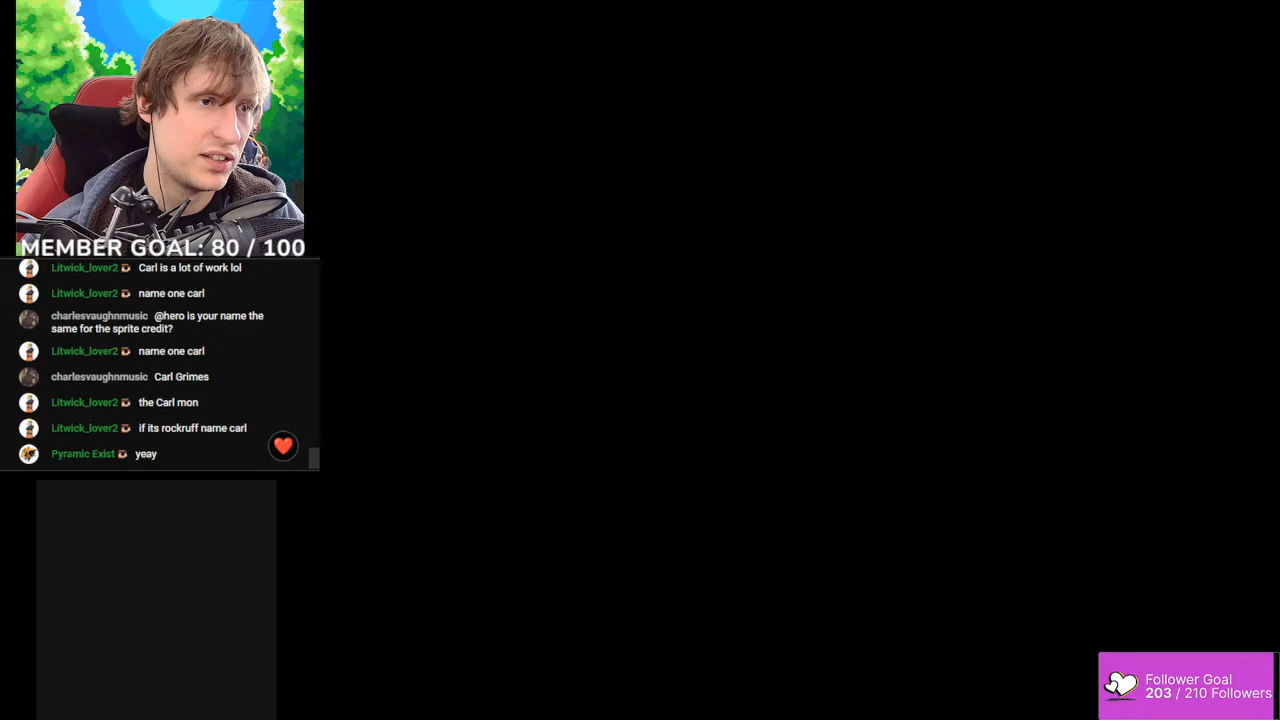 MEMBER GOAL: 80 / 100
Litwick_lover2 Carl is a lot of work lol
Litwick_lover2 name one carl
charlesvaughnmusic @hero is your name the
same for the sprite credit?
Litwick_lover2 name one carl
charlesvaughnmusic Carl Grimes
Litwick_lover2 the Carl mon
Litwick_lover2 if its rockruff name carl
Pyramic Exist yeay
Follower Goal
203 / 210 Followers